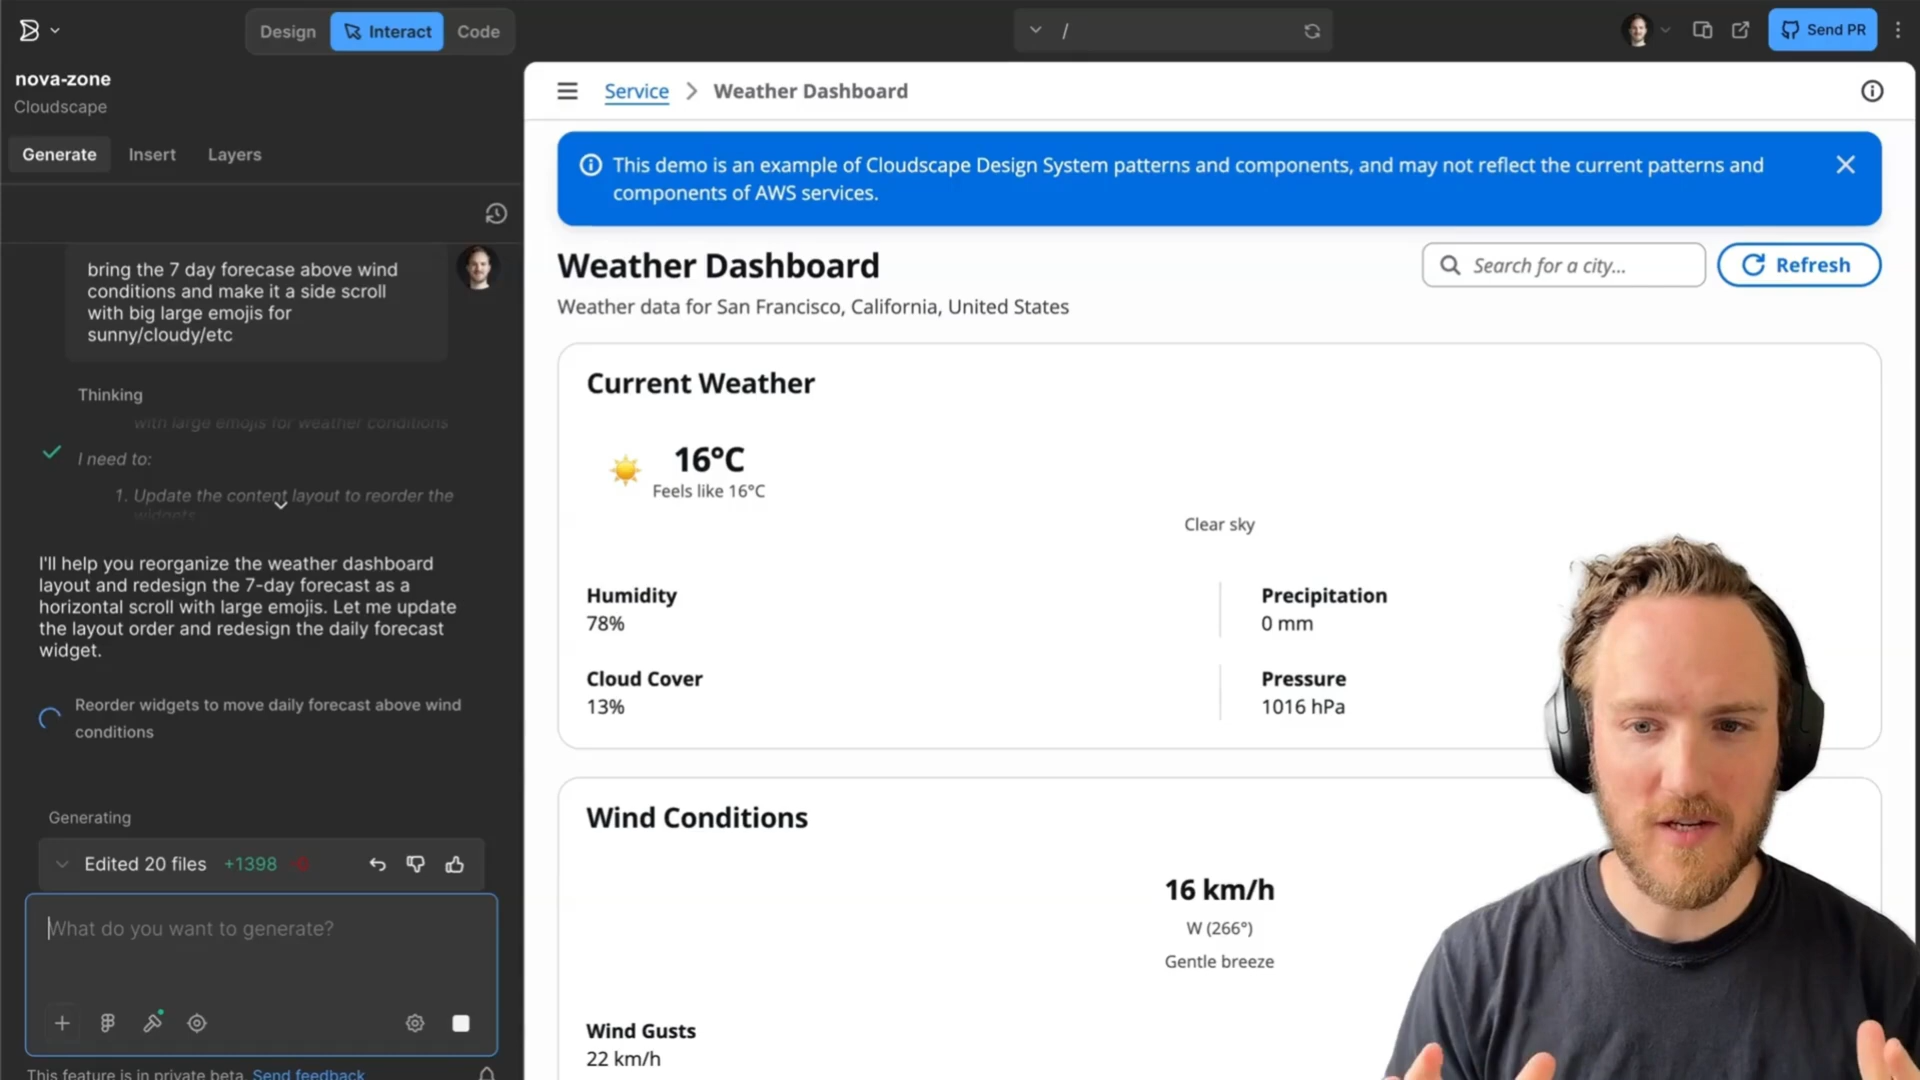 Design
Interact
Code
/
Send PR
nova-zone
Cloudscape
Generate
Insert
Layers
bring the 7 day forecase above wind
conditions and make it a side scroll
with big large emojis for
sunny/cloudy/etc
Thinking
with large emojis for weather conditions
I need to:
1. Update the content layout to reorder the
widgets
I'll help you reorganize the weather dashboard
layout and redesign the 7-day forecast as a
horizontal scroll with large emojis. Let me update
the layout order and redesign the daily forecast
widget.
Reorder widgets to move daily forecast above wind
conditions
Generating
Edited 20 files +1398
What do you want to generate?
This feature is in private beta. Send feedback
Service
Weather Dashboard
This demo is an example of Cloudscape Design System patterns and components, and may not reflect the current patterns and
components of AWS services.
Weather Dashboard
Search for a city...
Refresh
Weather data for San Francisco, California, United States
Current Weather
16°C
Feels like 16°C
Clear sky
Humidity
78%
Precipitation
0 mm
Cloud Cover
13%
Pressure
1016 hPa
Wind Conditions
16 km/h
W (266°)
Gentle breeze
Wind Gusts
22 km/h